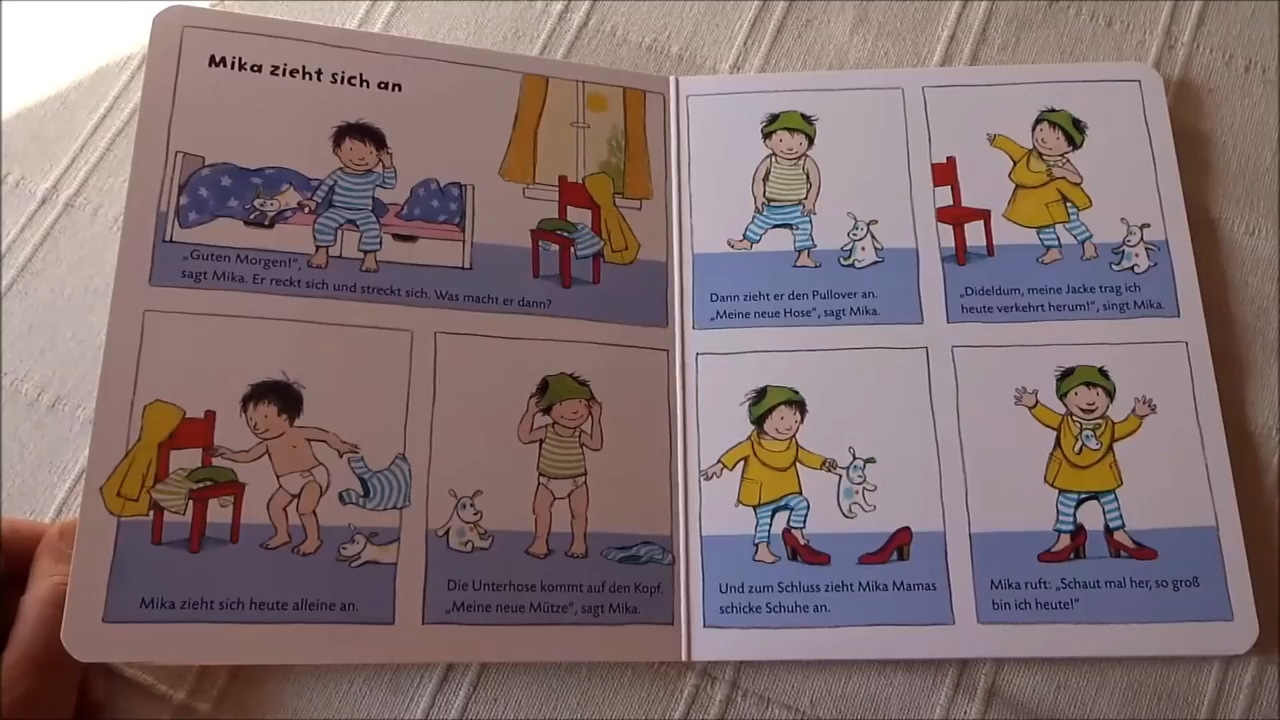 Mika zieht sich an
„Guten Morgen!“,
sagt Mika. Er reckt sich und streckt sich. Was macht er dann?
Mika zieht sich heute alleine an.
Die Unterhose kommt auf den Kopf.
„Meine neue Mütze“, sagt Mika.
Dann zieht er den Pullover an.
„Meine neue Hose“, sagt Mika.
„Dideldum, meine Jacke trag ich
heute verkehrt herum!“, singt Mika.
Und zum Schluss zieht Mika Mamas
schicke Schuhe an.
Mika ruft: „Schaut mal her, so groß
bin ich heute!“